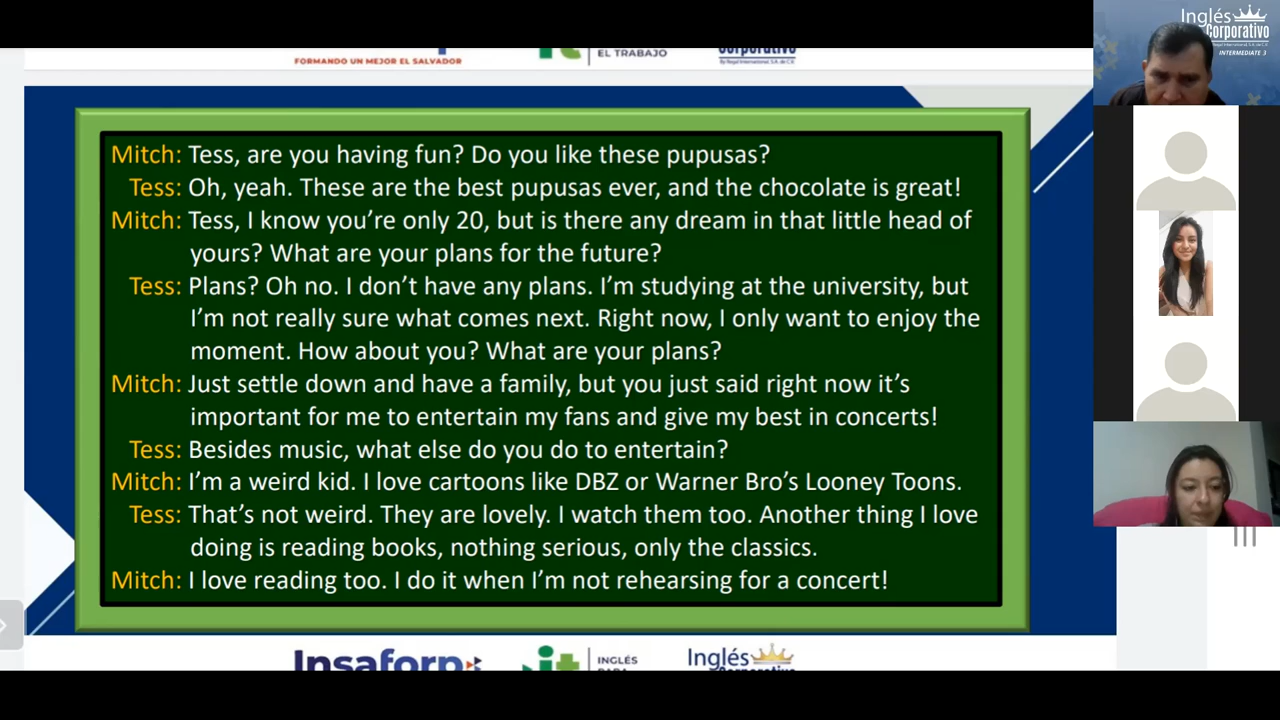 Inglés
Corporativo
By Regal International, S.A. de C.V.
INTERMEDIATE 3
FORMANDO UN MEJOR EL SALVADOR
EL TRABAJO
By Regal International, S.A. de C.V.
Mitch: Tess, are you having fun? Do you like these pupusas?
Tess: Oh, yeah. These are the best pupusas ever, and the chocolate is great!
Mitch: Tess, I know you’re only 20, but is there any dream in that little head of
yours? What are your plans for the future?
Tess: Plans? Oh no. I don’t have any plans. I’m studying at the university, but
I’m not really sure what comes next. Right now, I only want to enjoy the
moment. How about you? What are your plans?
Mitch: Just settle down and have a family, but you just said right now it’s
important for me to entertain my fans and give my best in concerts!
Tess: Besides music, what else do you do to entertain?
Mitch: I’m a weird kid. I love cartoons like DBZ or Warner Bro’s Looney Toons.
Tess: That’s not weird. They are lovely. I watch them too. Another thing I love
doing is reading books, nothing serious, only the classics.
Mitch: I love reading too. I do it when I’m not rehearsing for a concert!
Insaforp
INGLÉS
Inglés